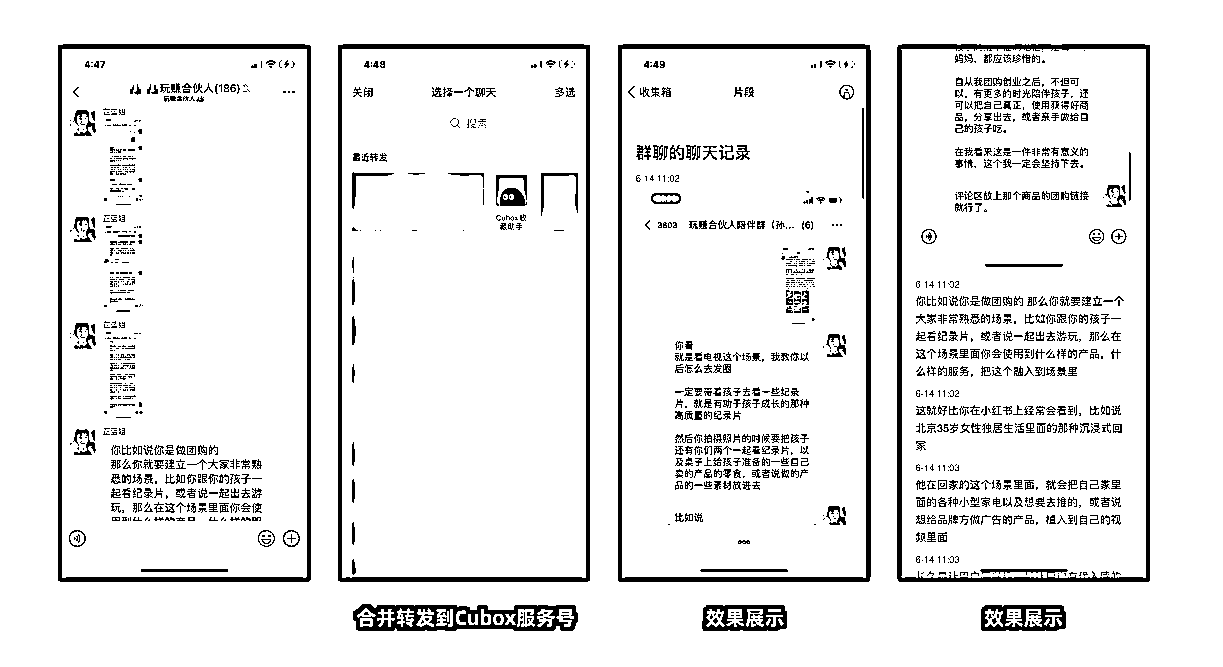 4:47
玩赚合伙人(186)
玩赚合伙人
正蓝姐
正蓝姐
正蓝姐
正蓝姐
你比如说你是做团购的
那么你就要建立一个大家非常熟
悉的场景，比如你跟你的孩子一
起看纪录片，或者说一起出去游
玩，那么在这个场景里面你会使
用到什么样的产品，什么样的服
4:48
关闭
选择一个聊天
多选
搜索
最近转发
Cubox 收
藏助手
合并转发到Cubox服务号
4:49
收集箱
片段
群聊的聊天记录
6-14 11:02
3603
玩赚合伙人陪伴群（孙... (6)
你看
就是看电视这个场景，我教你以
后怎么去发圈
一定要带着孩子去看一些纪录
片，就是有助于孩子成长的那种
高质量的纪录片
然后你拍照片的时候要把孩子
还有你们两个一起看纪录片，以
及桌子上给孩子准备的一些自己
卖的产品的零食，或者说做的产
品的一些素材放进去
比如说
效果展示
妈妈，都应该珍惜的。
自从我团购创业之后，不但可
以，有更多的时光陪伴孩子，还
可以把自己真正，使用获得好商
品，分享出去，或者亲手做给自
己的孩子吃。
在我看来这是一件非常有意义的
事情，这个我一定会坚持下去。
评论区放上那个商品的团购链接
就行了。
6-14 11:02
你比如说你是做团购的 那么你就要建立一个
大家非常熟悉的场景，比如你跟你的孩子一
起看纪录片，或者说一起出去游玩，那么在
这个场景里面你会使用到什么样的产品，什
么样的服务，把这个融入到场景里
6-14 11:02
这就好比你在小红书上经常会看到，比如说
北京35岁女性独居生活里面的那种沉浸式回
家
6-14 11:03
他在回家的这个场景里面，就会把自己家里
面的各种小型家电以及想要去推的，或者说
想给品牌方做广告的产品，植入到自己的视
频里面
6-14 11:03
效果展示